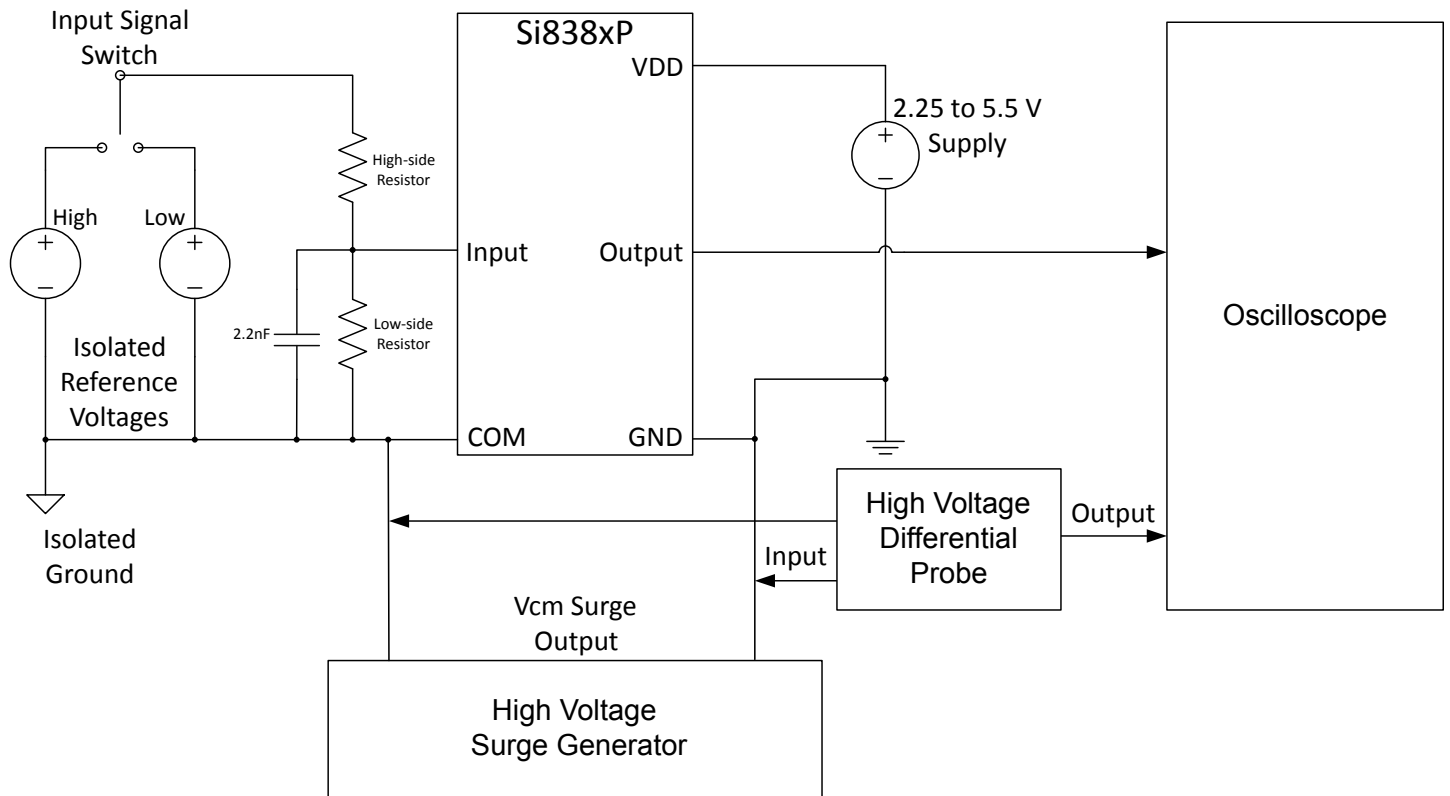 Input Signal
Switch
Si838xP
VDD
2.25 to 5.5 V
Supply
+
−
High-side
Resistor
High
+
−
Low
+
−
Input
Output
Oscilloscope
2.2nF
Low-side
Resistor
Isolated
Reference
Voltages
COM
GND
Isolated
Ground
High Voltage
Differential
Probe
Output
Input
Vcm Surge
Output
High Voltage
Surge Generator